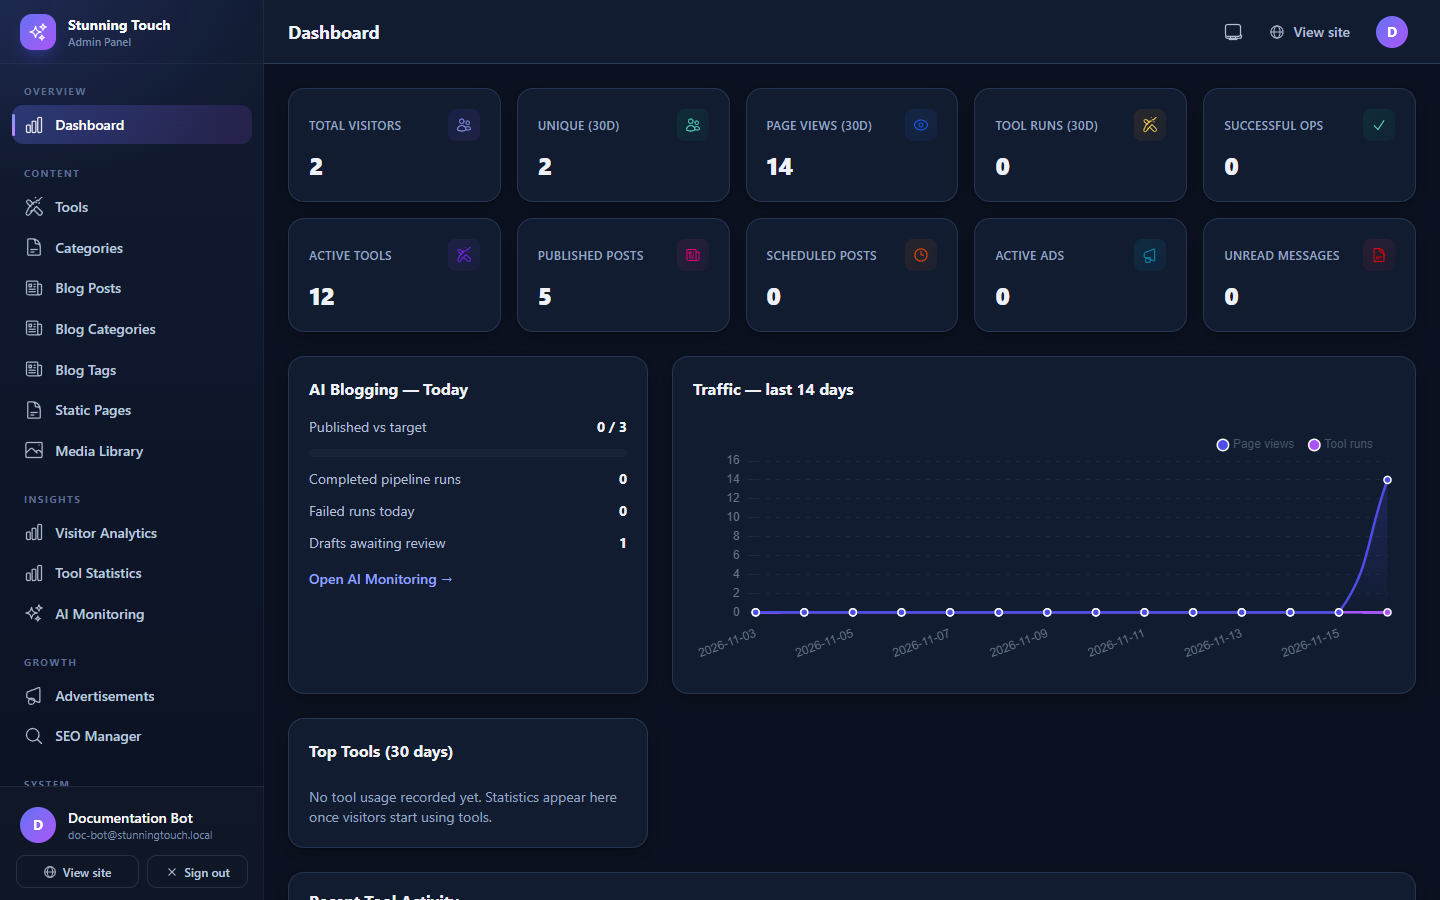 Stunning Touch
Admin Panel
OVERVIEW
Dashboard
CONTENT
Tools
Categories
Blog Posts
Blog Categories
Blog Tags
Static Pages
Media Library
INSIGHTS
Visitor Analytics
Tool Statistics
AI Monitoring
GROWTH
Advertisements
SEO Manager
SYSTEM
D
Documentation Bot
doc-bot@stunningtouch.local
View site
Sign out
Dashboard
View site
D
TOTAL VISITORS
2
UNIQUE (30D)
2
PAGE VIEWS (30D)
14
TOOL RUNS (30D)
0
SUCCESSFUL OPS
0
ACTIVE TOOLS
12
PUBLISHED POSTS
5
SCHEDULED POSTS
0
ACTIVE ADS
0
UNREAD MESSAGES
0
AI Blogging — Today
Published vs target 0 / 3
Completed pipeline runs 0
Failed runs today 0
Drafts awaiting review 1
Open AI Monitoring →
Traffic — last 14 days
Page views Tool runs
16
14
12
10
8
6
4
2
0
2026-11-03 2026-11-05 2026-11-07 2026-11-09 2026-11-11 2026-11-13 2026-11-15
Top Tools (30 days)
No tool usage recorded yet. Statistics appear here
once visitors start using tools.
Recent Tool Activity